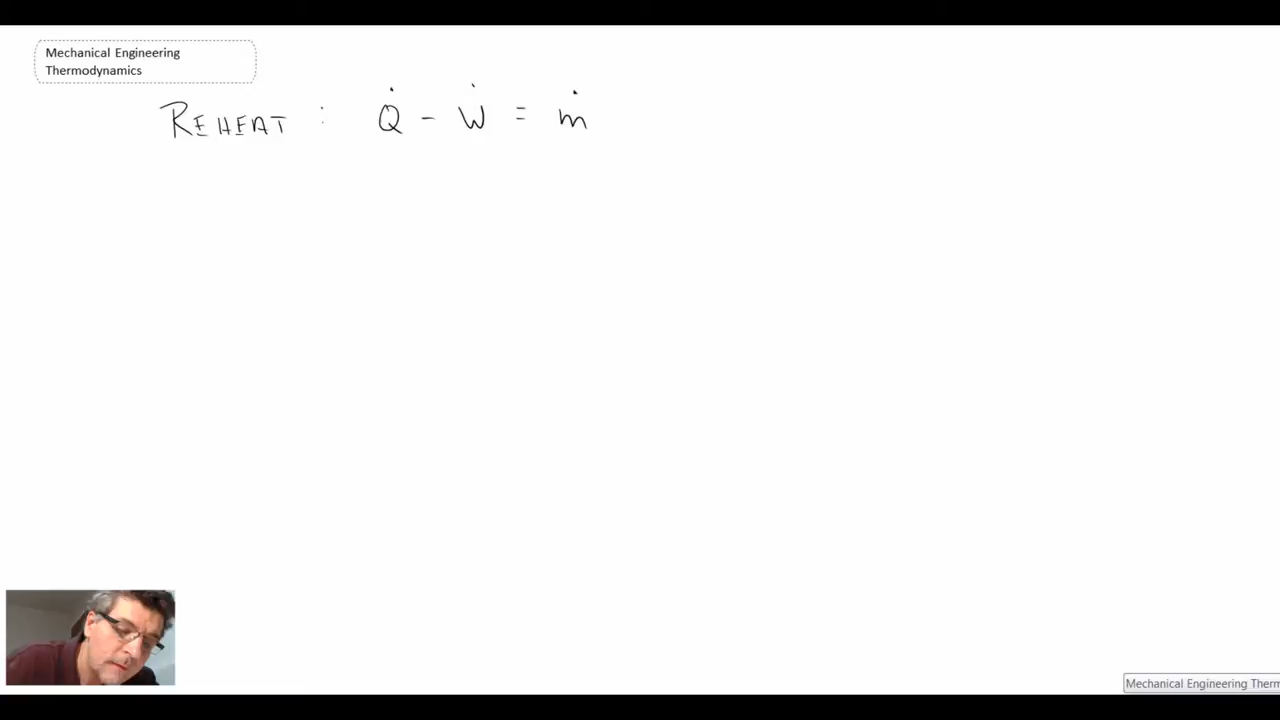 Mechanical Engineering
Thermodynamics
REHEAT : Q̇ - Ẇ = ṁ
Mechanical Engineering Therm